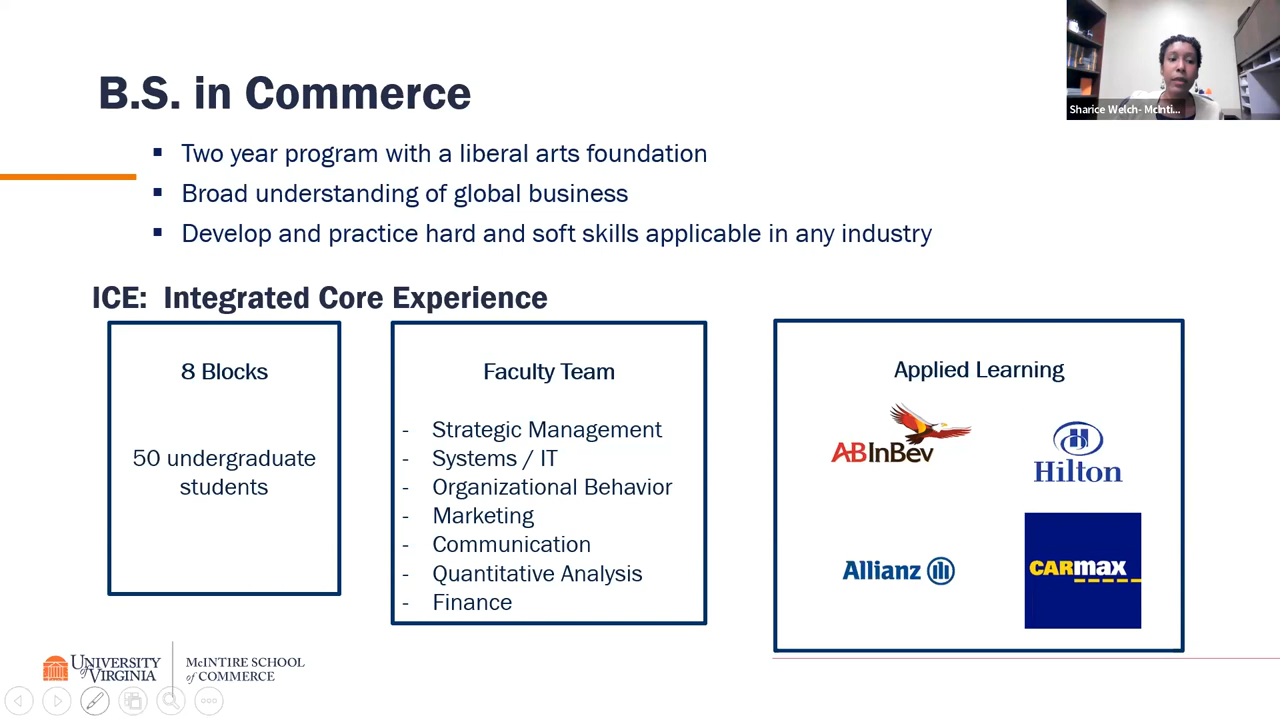 B.S. in Commerce
Sharice Welch- McInti...
▪ Two year program with a liberal arts foundation
▪ Broad understanding of global business
▪ Develop and practice hard and soft skills applicable in any industry
ICE: Integrated Core Experience
8 Blocks
50 undergraduate
students
Faculty Team
- Strategic Management
- Systems / IT
- Organizational Behavior
- Marketing
- Communication
- Quantitative Analysis
- Finance
Applied Learning
ABInBev
Hilton
Allianz
CARMAX
UNIVERSITY
of VIRGINIA
McINTIRE SCHOOL
of COMMERCE